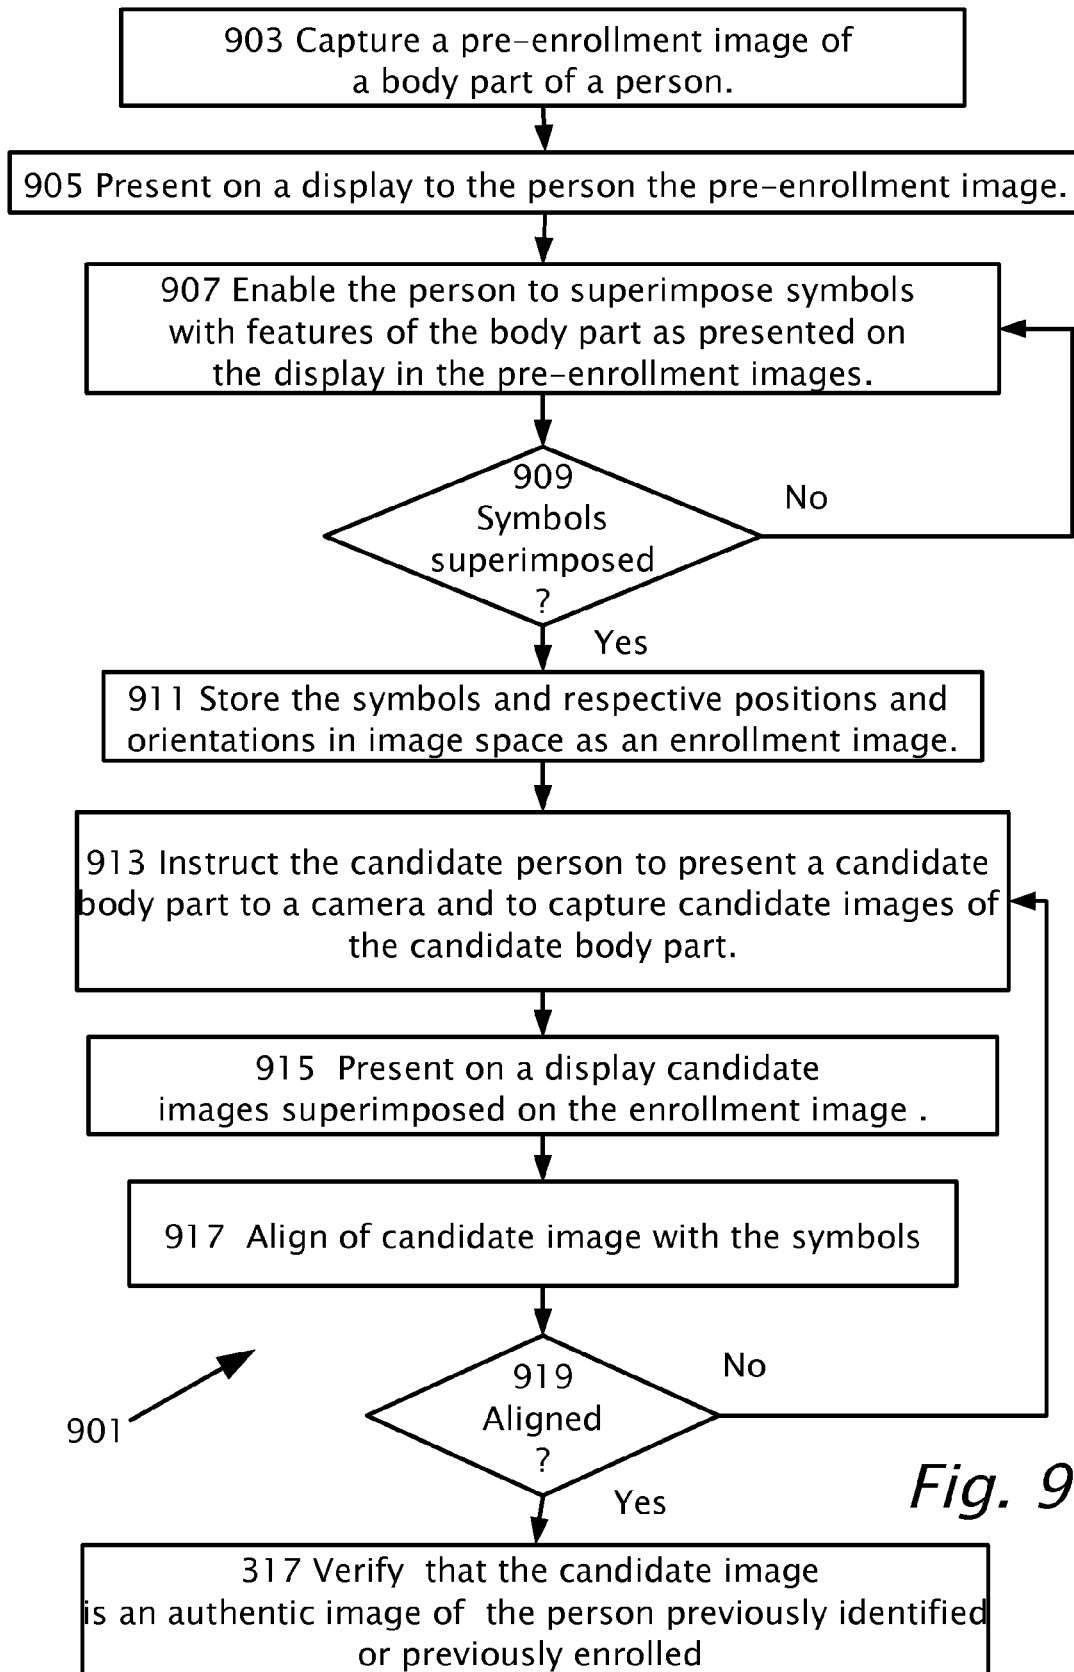 903 Capture a pre-enrollment image of
a body part of a person.
905 Present on a display to the person the pre-enrollment image.
907 Enable the person to superimpose symbols
with features of the body part as presented on
the display in the pre-enrollment images.
909
Symbols
superimposed
?
No
Yes
911 Store the symbols and respective positions and
orientations in image space as an enrollment image.
913 Instruct the candidate person to present a candidate
body part to a camera and to capture candidate images of
the candidate body part.
915 Present on a display candidate
images superimposed on the enrollment image .
917 Align of candidate image with the symbols
919
Aligned
?
No
Yes
901
Fig. 9
317 Verify that the candidate image
is an authentic image of the person previously identified
or previously enrolled